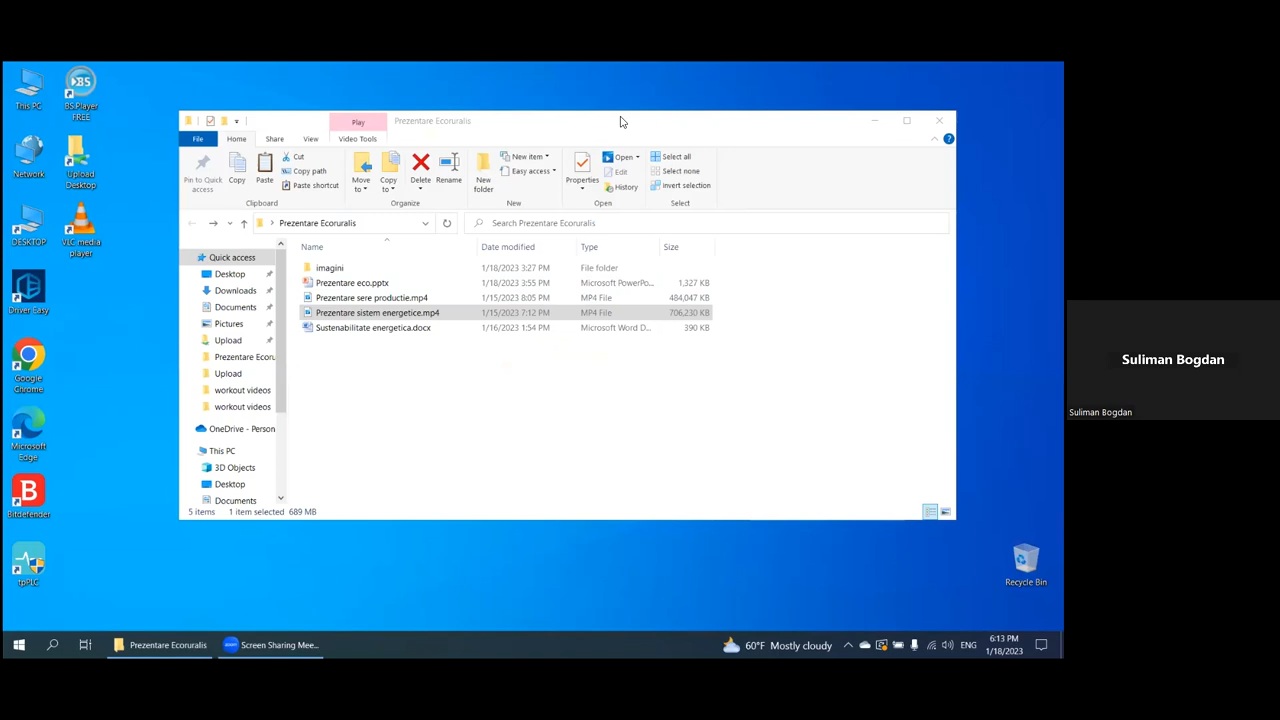 This PC
BS.Player FREE
Network
Upload Desktop
DESKTOP
VLC media player
Driver Easy
Google Chrome
Microsoft Edge
Bitdefender
tpPLC
Recycle Bin
Play
Prezentare Ecoruralis
File
Home
Share
View
Video Tools
Pin to Quick access
Copy
Paste
Cut
Copy path
Paste shortcut
Clipboard
Move to
Copy to
Delete
Rename
Organize
New folder
New item
Easy access
New
Properties
Open
Edit
History
Open
Select all
Select none
Invert selection
Select
Prezentare Ecoruralis
Search Prezentare Ecoruralis
Name
Date modified
Type
Size
imagini 1/18/2023 3:27 PM File folder
Prezentare eco.pptx 1/18/2023 3:55 PM Microsoft PowerPo... 1,327 KB
Prezentare sere productie.mp4 1/15/2023 8:05 PM MP4 File 484,047 KB
Prezentare sistem energetice.mp4 1/15/2023 7:12 PM MP4 File 706,230 KB
Sustenabilitate energetica.docx 1/16/2023 1:54 PM Microsoft Word D... 390 KB
Quick access
Desktop
Downloads
Documents
Pictures
Upload
Prezentare Ecoru
Upload
workout videos
workout videos
OneDrive - Person
This PC
3D Objects
Desktop
Documents
5 items 1 item selected 689 MB
Suliman Bogdan
Suliman Bogdan
Prezentare Ecoruralis
zoom
Screen Sharing Mee...
60°F Mostly cloudy
ENG
6:13 PM
1/18/2023